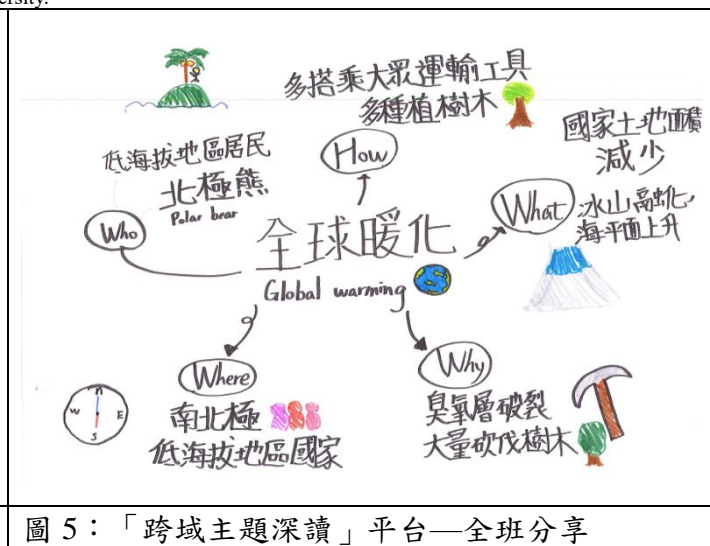 ersity.
多搭乘大眾運輸工具
多種植樹木
How
國家土地面積
減少
What
冰山融化,
海平面上升
低海拔地區居民
北極熊
Polar bear
Who
全球暖化
Global warming
Where
南北極
低海拔地區國家
n
W
E
S
Why
臭氧層破裂
大量砍伐樹木
圖 5：「跨域主題深讀」平台—全班分享